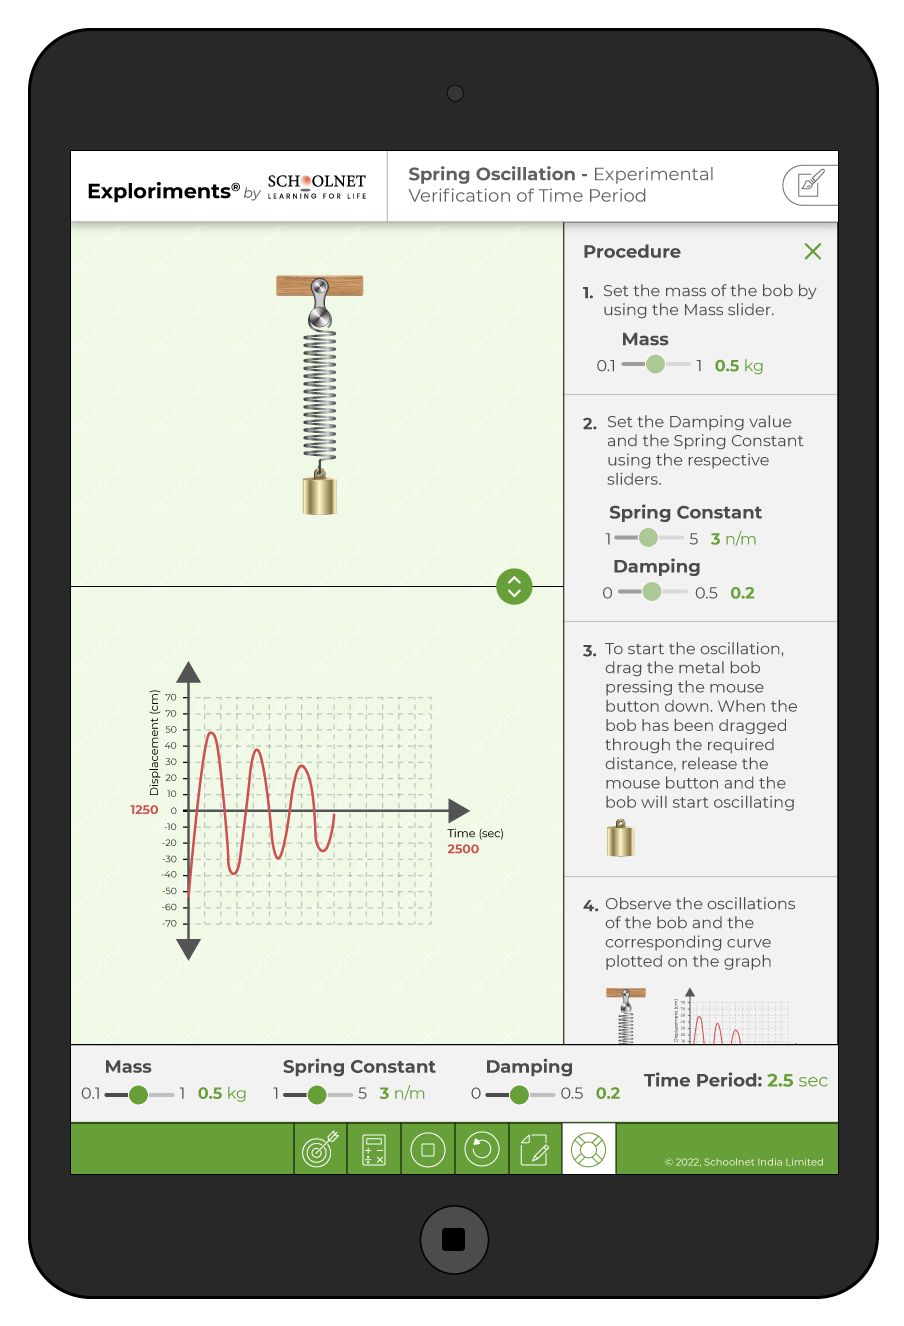 Exploriments® by SCHOOLNET
LEARNING FOR LIFE
Spring Oscillation - Experimental
Verification of Time Period
Displacement (cm)
70
70
50
40
30
20
10
0
-10
-20
-30
-40
-50
-60
-70
1250
Time (sec)
2500
Procedure
1. Set the mass of the bob by
using the Mass slider.
Mass
0.1 1 0.5 kg
2. Set the Damping value
and the Spring Constant
using the respective
sliders.
Spring Constant
1 5 3 n/m
Damping
0 0.5 0.2
3. To start the oscillation,
drag the metal bob
pressing the mouse
button down. When the
bob has been dragged
through the required
distance, release the
mouse button and the
bob will start oscillating
4. Observe the oscillations
of the bob and the
corresponding curve
plotted on the graph
Displacement (cm)
Mass
0.1 1 0.5 kg
Spring Constant
1 5 3 n/m
Damping
0 0.5 0.2
Time Period: 2.5 sec
© 2022, Schoolnet India Limited